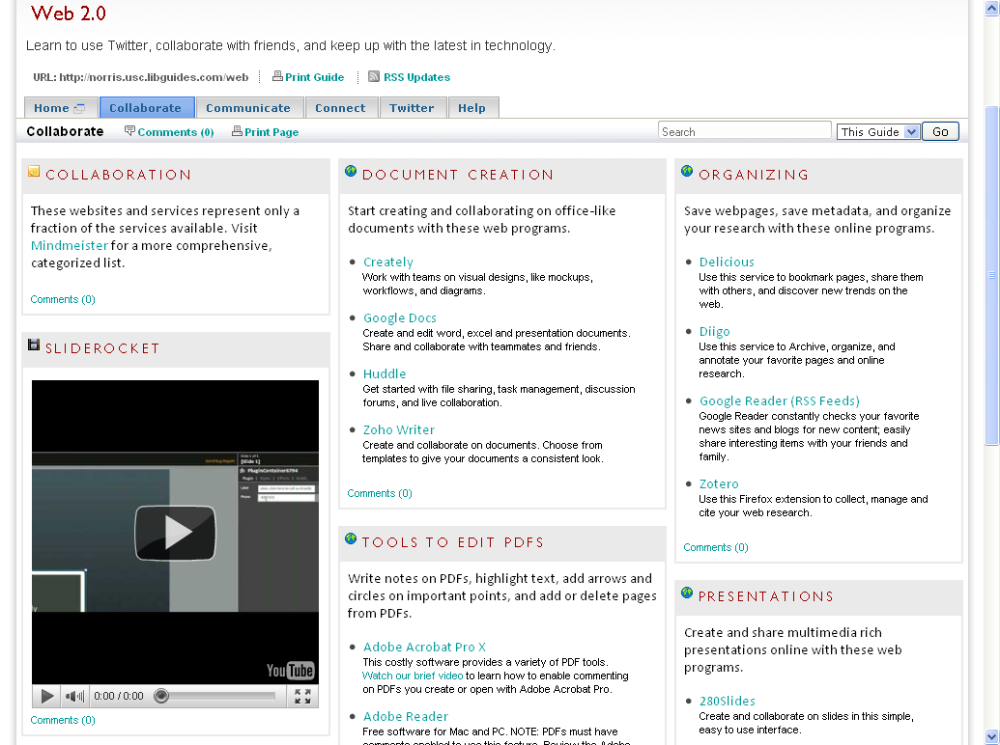 Web 2.0
Learn to use Twitter, collaborate with friends, and keep up with the latest in technology.
URL: http://norris.usc.libguides.com/web Print Guide RSS Updates
Home Collaborate Communicate Connect Twitter Help
Collaborate Comments (0) Print Page Search This Guide Go
COLLABORATION
These websites and services represent only a
fraction of the services available. Visit
Mindmeister for a more comprehensive,
categorized list.
Comments (0)
SLIDEROCKET
Slide 1 of 1
[Slide 1]
PluginContainer6794
Label
Phone
YouTube
0:00 / 0:00
Comments (0)
DOCUMENT CREATION
Start creating and collaborating on office-like
documents with these web programs.
Creately
Work with teams on visual designs, like mockups,
workflows, and diagrams.
Google Docs
Create and edit word, excel and presentation documents.
Share and collaborate with teammates and friends.
Huddle
Get started with file sharing, task management, discussion
forums, and live collaboration.
Zoho Writer
Create and collaborate on documents. Choose from
templates to give your documents a consistent look.
Comments (0)
TOOLS TO EDIT PDFS
Write notes on PDFs, highlight text, add arrows and
circles on important points, and add or delete pages
from PDFs.
Adobe Acrobat Pro X
This costly software provides a variety of PDF tools.
Watch our brief video to learn how to enable commenting
on PDFs you create or open with Adobe Acrobat Pro.
Adobe Reader
Free software for Mac and PC. NOTE: PDFs must have
comments enabled to use this feature. Review the Adobe
ORGANIZING
Save webpages, save metadata, and organize
your research with these online programs.
Delicious
Use this service to bookmark pages, share them
with others, and discover new trends on the
web.
Diigo
Use this service to Archive, organize, and
annotate your favorite pages and online
research.
Google Reader (RSS Feeds)
Google Reader constantly checks your favorite
news sites and blogs for new content; easily
share interesting items with your friends and
family.
Zotero
Use this Firefox extension to collect, manage and
cite your web research.
Comments (0)
PRESENTATIONS
Create and share multimedia rich
presentations online with these web
programs.
280Slides
Create and collaborate on slides in this simple,
easy to use interface.